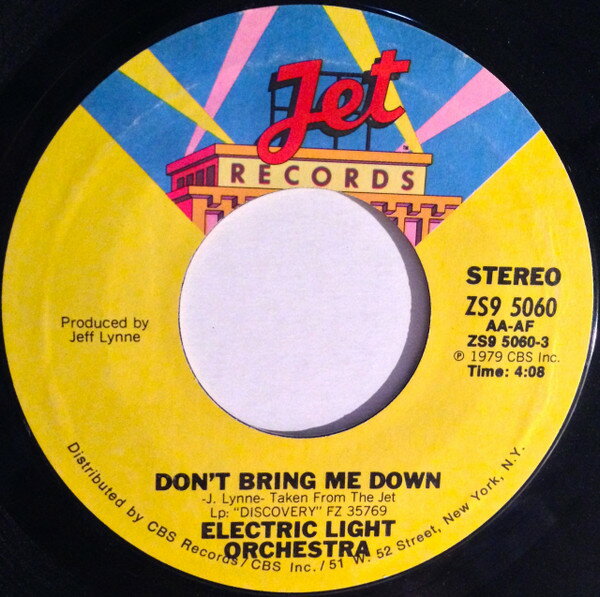 Jet
RECORDS
STEREO
ZS9 5060
AA-AF
ZS9 5060-3
℗ 1979 CBS Inc.
Time: 4:08
Produced by
Jeff Lynne
DON'T BRING ME DOWN
-J. Lynne- Taken From The Jet
Lp: "DISCOVERY" FZ 35769
ELECTRIC LIGHT
ORCHESTRA
Distributed by CBS Records/CBS Inc./51 W. 52 Street, New York, N.Y.